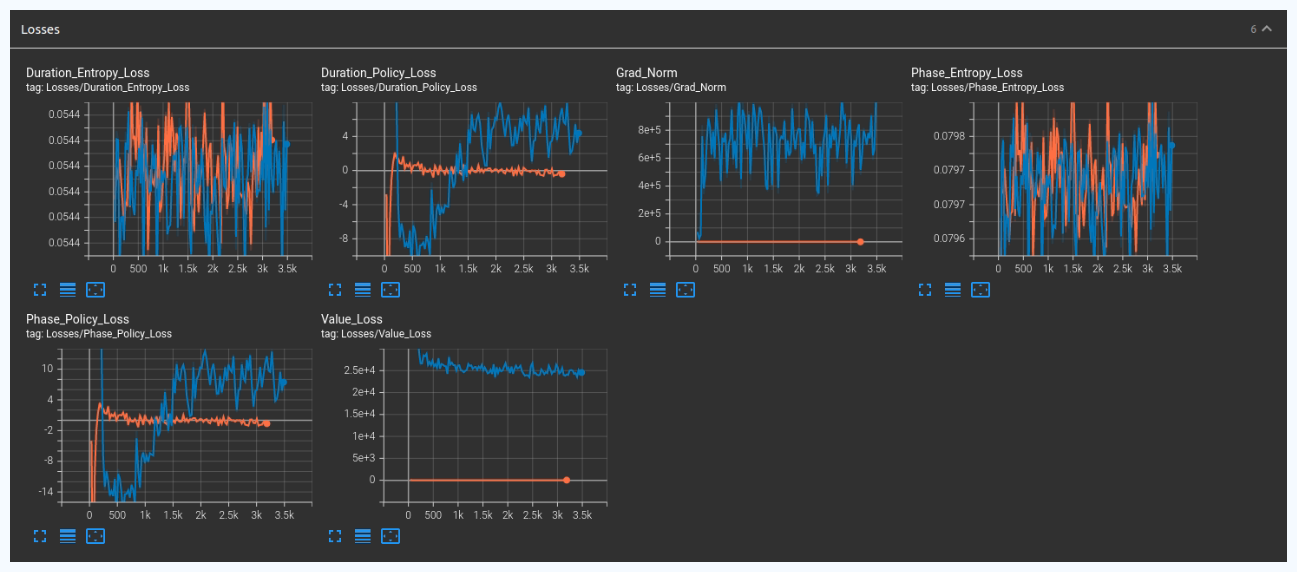 Losses 6
Duration_Entropy_Loss
tag: Losses/Duration_Entropy_Loss
0.0544
0.0544
0.0544
0.0544
0.0544
0.0544
0 500 1k 1.5k 2k 2.5k 3k 3.5k
Duration_Policy_Loss
tag: Losses/Duration_Policy_Loss
4
0
-4
-8
0 500 1k 1.5k 2k 2.5k 3k 3.5k
Grad_Norm
tag: Losses/Grad_Norm
8e+5
6e+5
4e+5
2e+5
0
0 500 1k 1.5k 2k 2.5k 3k 3.5k
Phase_Entropy_Loss
tag: Losses/Phase_Entropy_Loss
0.0798
0.0797
0.0797
0.0796
0 500 1k 1.5k 2k 2.5k 3k 3.5k
Phase_Policy_Loss
tag: Losses/Phase_Policy_Loss
10
4
-2
-8
-14
0 500 1k 1.5k 2k 2.5k 3k 3.5k
Value_Loss
tag: Losses/Value_Loss
2.5e+4
2e+4
1.5e+4
1e+4
5e+3
0
0 500 1k 1.5k 2k 2.5k 3k 3.5k